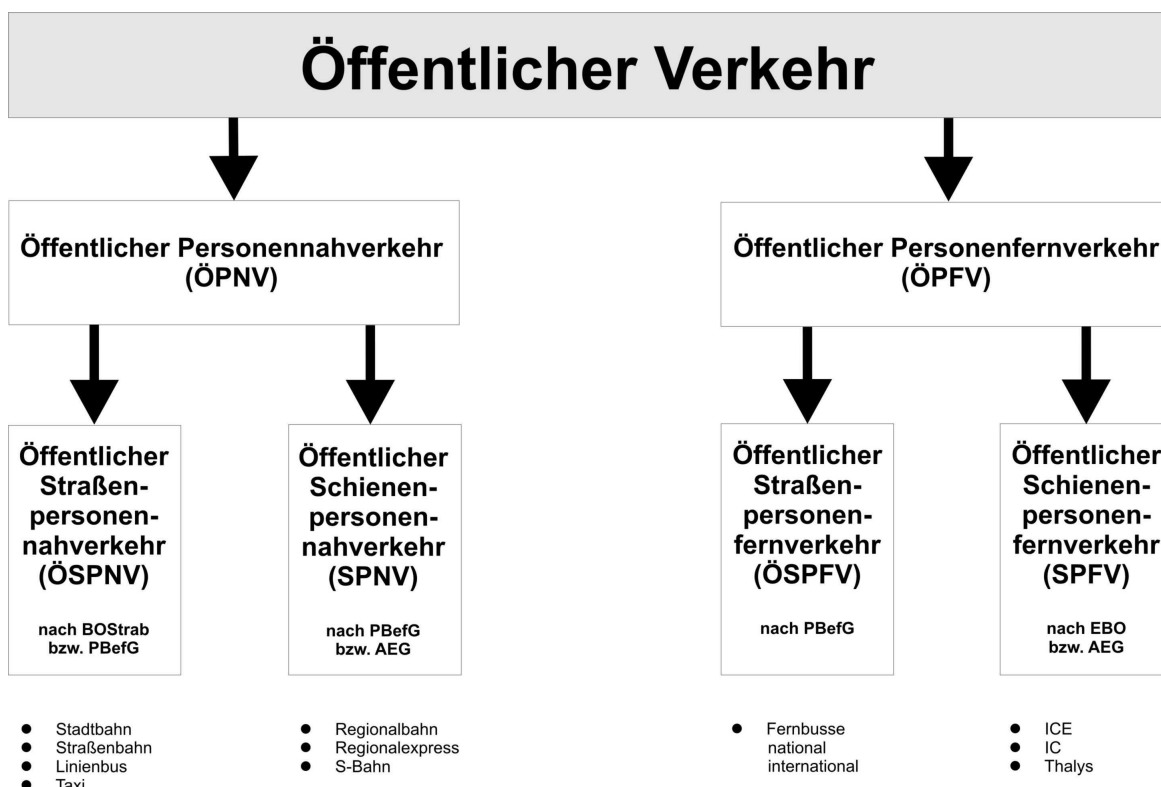 Öffentlicher Verkehr
Öffentlicher Personennahverkehr
(ÖPNV)
Öffentlicher Personenfernverkehr
(ÖPFV)
Öffentlicher
Straßen-
personen-
nahverkehr
(ÖSPNV)
nach BOStrab
bzw. PBefG
Öffentlicher
Schienen-
personen-
nahverkehr
(SPNV)
nach PBefG
bzw. AEG
Öffentlicher
Straßen-
personen-
fernverkehr
(ÖSPFV)
nach PBefG
Öffentlicher
Schienen-
personen-
fernverkehr
(SPFV)
nach EBO
bzw. AEG
● Stadtbahn
● Straßenbahn
● Linienbus
● Taxi
● Regionalbahn
● Regionalexpress
● S-Bahn
● Fernbusse
national
international
● ICE
● IC
● Thalys